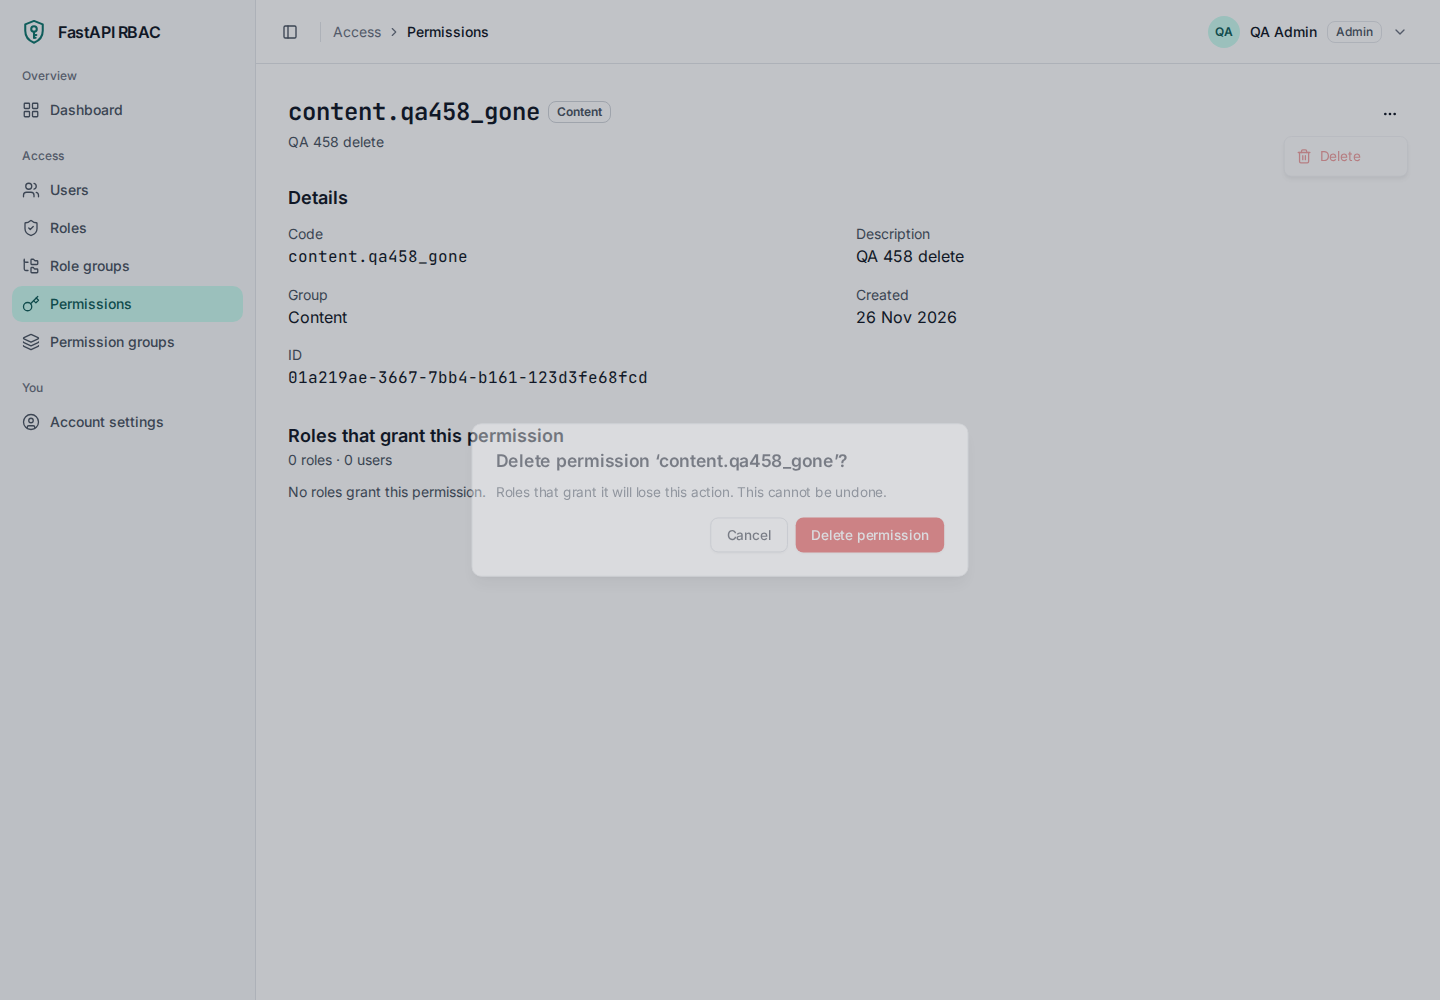 FastAPI RBAC
Overview
Dashboard
Access
Users
Roles
Role groups
Permissions
Permission groups
You
Account settings
Access > Permissions
QA QA Admin Admin
content.qa458_gone Content
QA 458 delete
Delete
Details
Code
content.qa458_gone
Description
QA 458 delete
Group
Content
Created
26 Nov 2026
ID
01a219ae-3667-7bb4-b161-123d3fe68fcd
Roles that grant this permission
0 roles · 0 users
No roles grant this permission.
Delete permission ‘content.qa458_gone’?
Roles that grant it will lose this action. This cannot be undone.
Cancel Delete permission